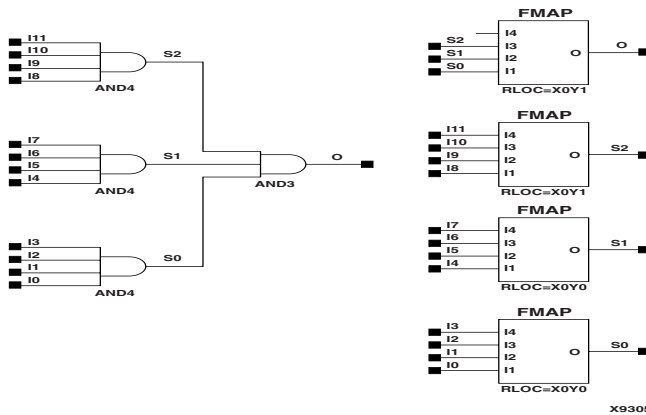 I11
I10
I9
I8
S2
AND4
I7
I6
I5
I4
S1
AND4
I3
I2
I1
I0
S0
AND4
O
AND3
FMAP
S2
S1
S0
I4
I3
I2
I1
O
O
RLOC=X0Y1
FMAP
I11
I10
I9
I8
I4
I3
I2
I1
O
S2
RLOC=X0Y1
FMAP
I7
I6
I5
I4
I4
I3
I2
I1
O
S1
RLOC=X0Y0
FMAP
I3
I2
I1
I0
I4
I3
I2
I1
O
S0
RLOC=X0Y0
X9305